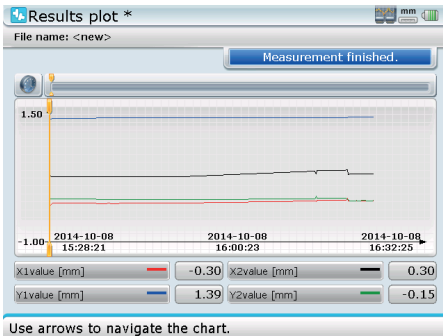 Results plot *
mm
File name: <new>
Measurement finished.
1.50
-1.00
2014-10-08 15:28:21
2014-10-08 16:00:23
2014-10-08 16:32:25
X1value [mm] -0.30 X2value [mm] 0.30
Y1value [mm] 1.39 Y2value [mm] -0.15
Use arrows to navigate the chart.